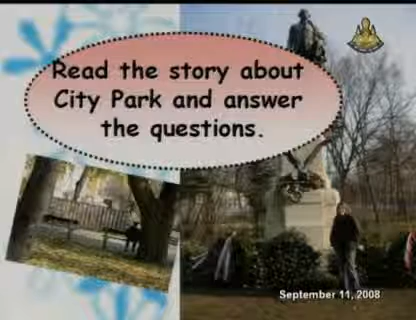 Read the story about
City Park and answer
the questions.
September 11, 2008